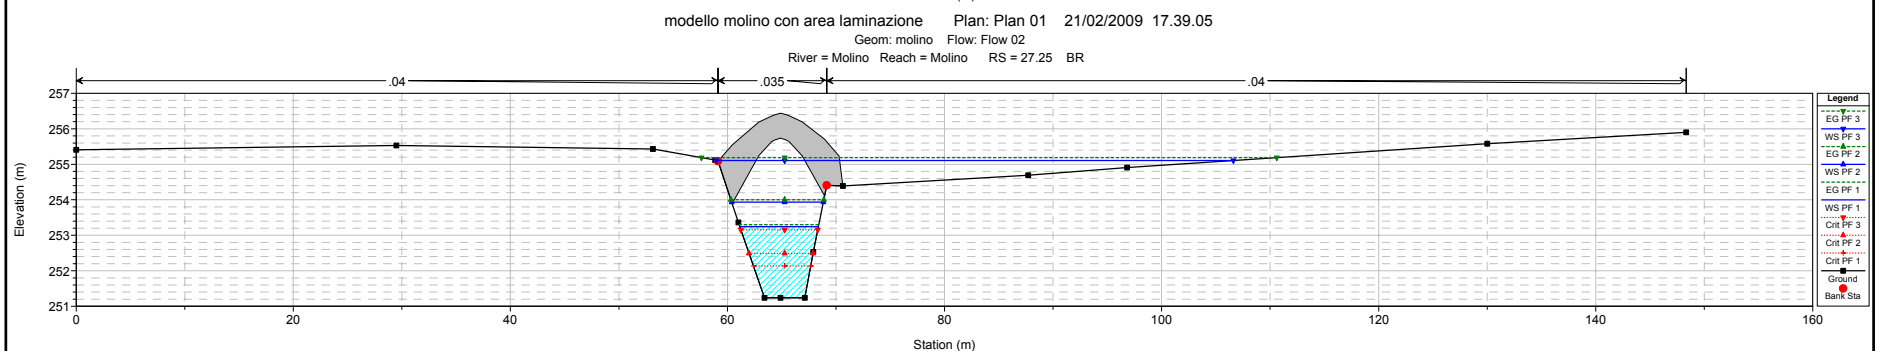 modello molino con area laminazione Plan: Plan 01 21/02/2009 17.39.05
Geom: molino Flow: Flow 02
River = Molino Reach = Molino RS = 27.25 BR
.04 .035 .04
257
256
255
254
253
252
251
Elevation (m)
0 20 40 60 80 100 120 140 160
Station (m)
Legend
EG PF 3
WS PF 3
EG PF 2
WS PF 2
EG PF 1
WS PF 1
Crit PF 3
Crit PF 2
Crit PF 1
Ground
Bank Sta